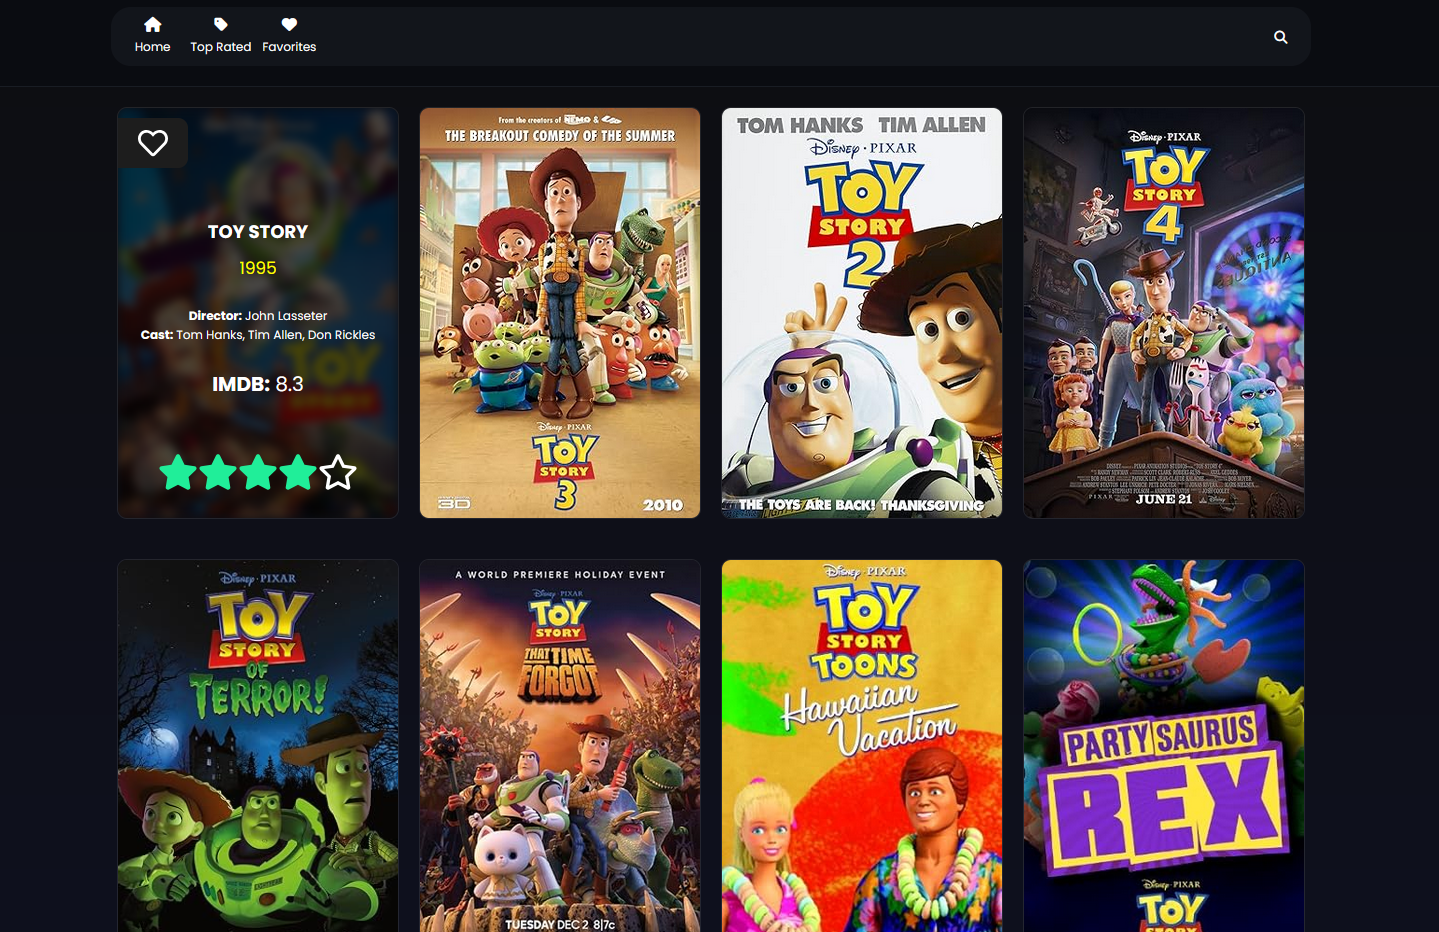 Home
Top Rated
Favorites
TOY STORY
1995
Director: John Lasseter
Cast: Tom Hanks, Tim Allen, Don Rickles
IMDB: 8.3
From the creators of NEMO &
THE BREAKOUT COMEDY OF THE SUMMER
Disney · PIXAR
TOY
STORY
3
3D
2010
TOM HANKS TIM ALLEN
Disney · PIXAR
TOY
STORY
2
THE TOYS ARE BACK! THANKSGIVING
Disney · PIXAR
TOY
STORY
4
JUNE 21
Disney · PIXAR
TOY
STORY
OF
TERROR!
A WORLD PREMIERE HOLIDAY EVENT
Disney · PIXAR
TOY
STORY
THAT TIME
FORGOT
TUESDAY DEC 2 8|7c
Disney · PIXAR
TOY
STORY
TOONS
Hawaiian
Vacation
PARTYSAURUS
REX
Disney · PIXAR
TOY